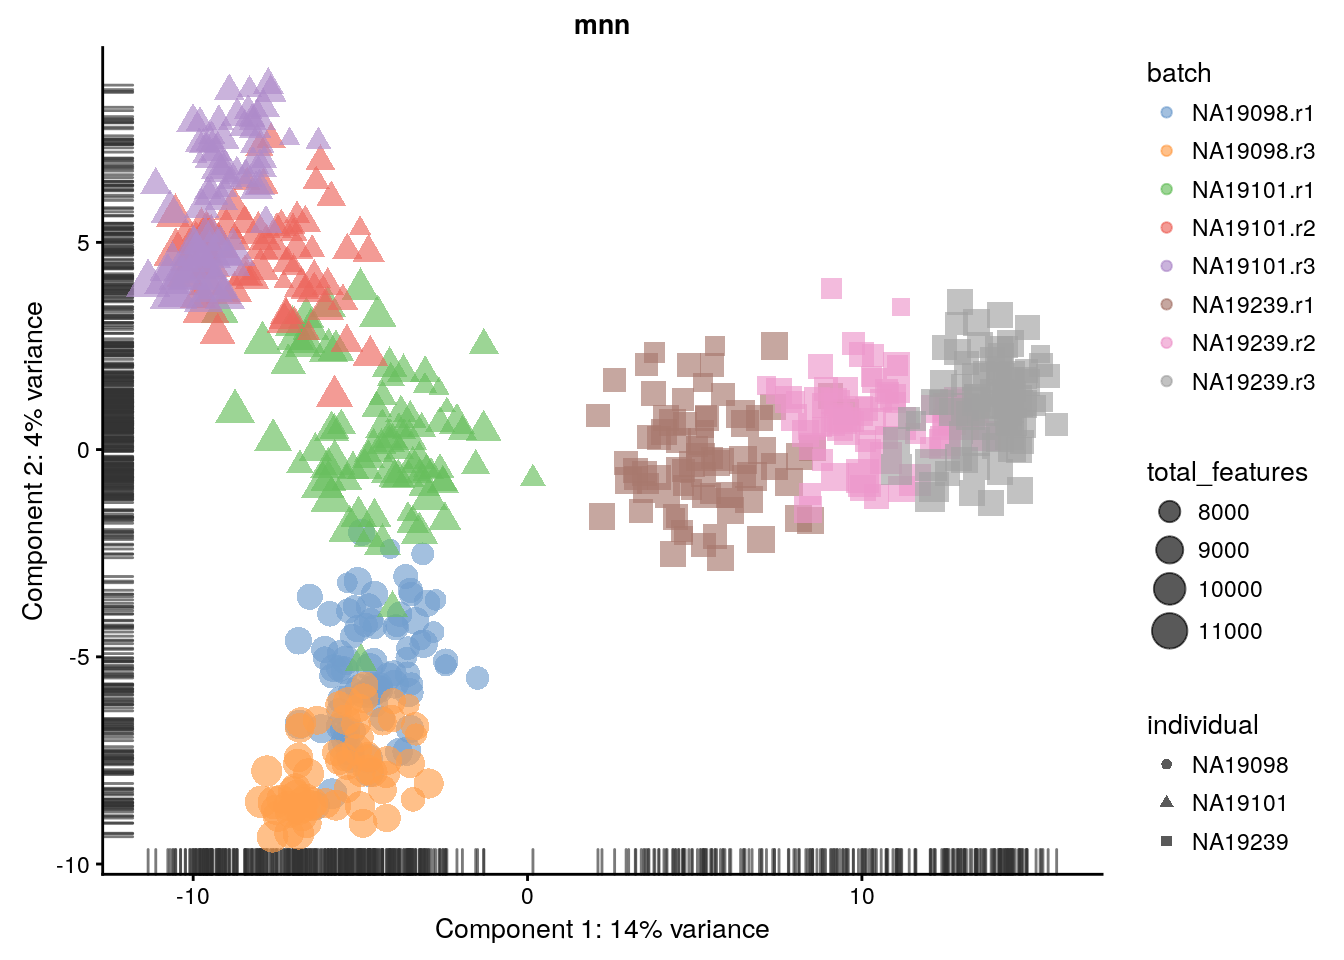 mnn
Component 2: 4% variance
5
0
-5
-10
-10
0
10
Component 1: 14% variance
batch
NA19098.r1
NA19098.r3
NA19101.r1
NA19101.r2
NA19101.r3
NA19239.r1
NA19239.r2
NA19239.r3
total_features
8000
9000
10000
11000
individual
NA19098
NA19101
NA19239